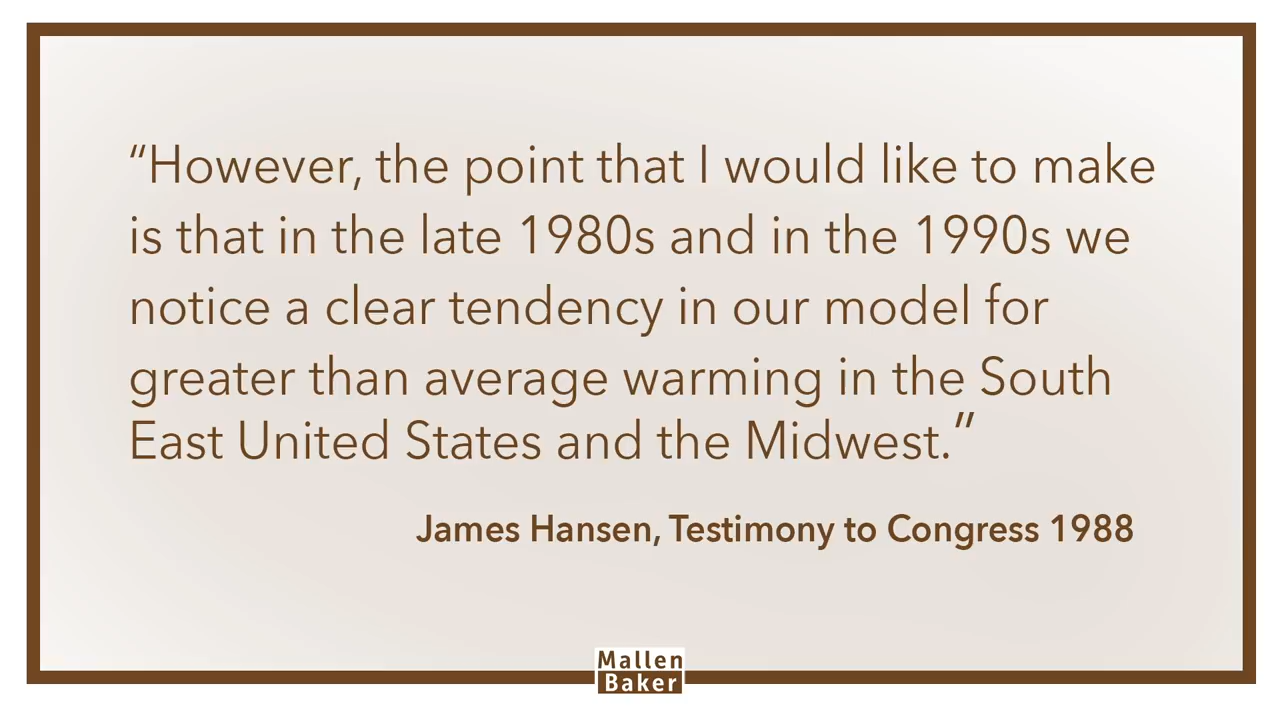 “However, the point that I would like to make
is that in the late 1980s and in the 1990s we
notice a clear tendency in our model for
greater than average warming in the South
East United States and the Midwest.”
James Hansen, Testimony to Congress 1988
Mallen
Baker